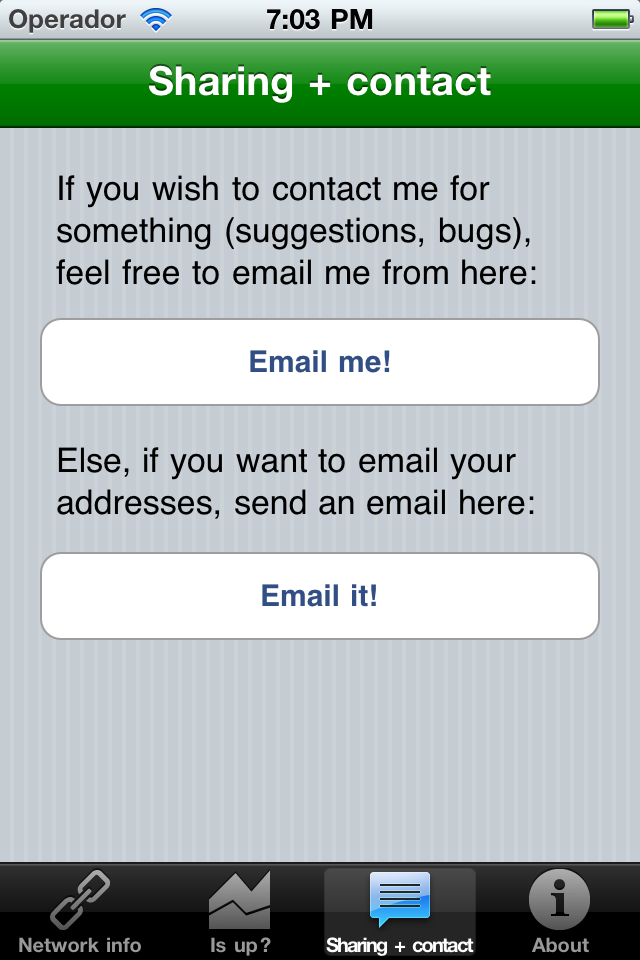 Operador 7:03 PM
Sharing + contact
If you wish to contact me for
something (suggestions, bugs),
feel free to email me from here:
Email me!
Else, if you want to email your
addresses, send an email here:
Email it!
Network info Is up? Sharing + contact About